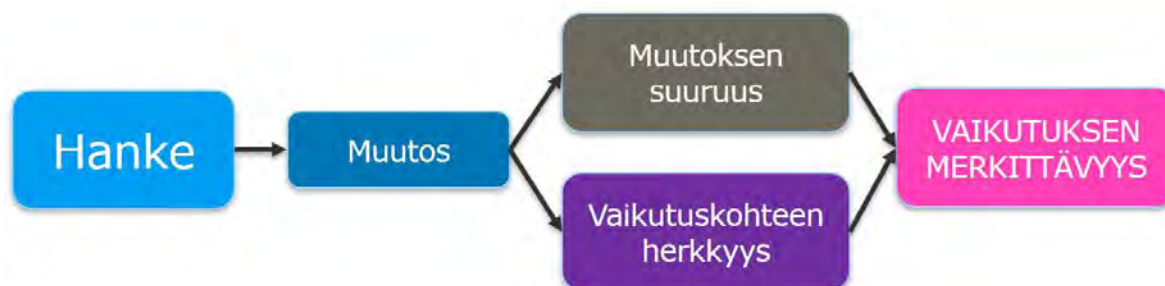 Hanke
Muutos
Muutoksen
suuruus
Vaikutuskohteen
herkkyys
VAIKUTUKSEN
MERKITTÄVYYS